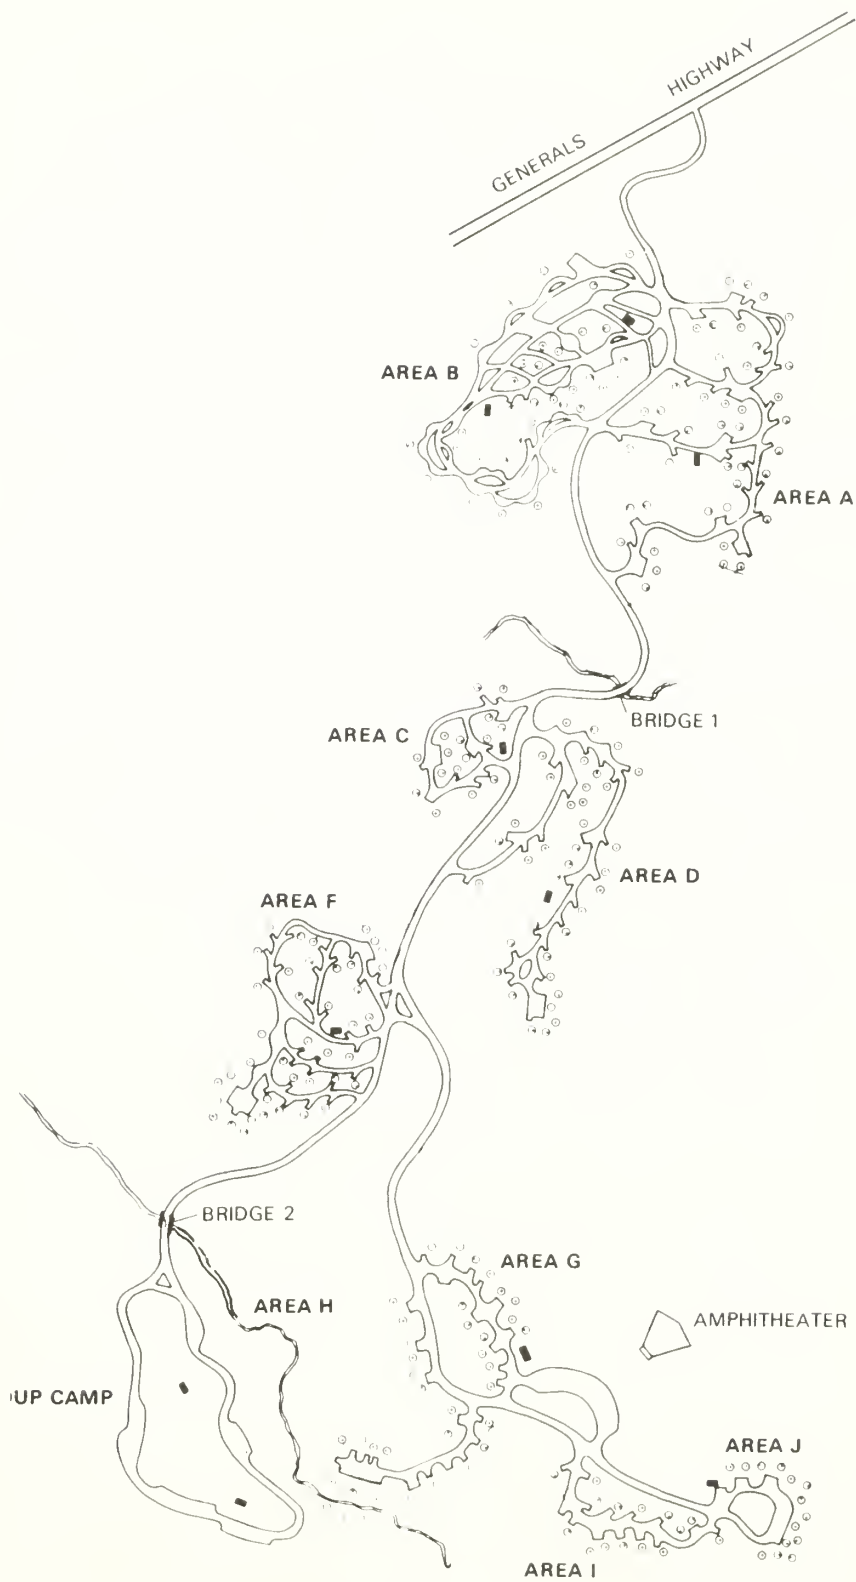 GENERALS HIGHWAY
AREA B
AREA A
BRIDGE 1
AREA C
AREA D
AREA F
BRIDGE 2
AREA G
AREA H
AMPHITHEATER
UP CAMP
AREA J
AREA I